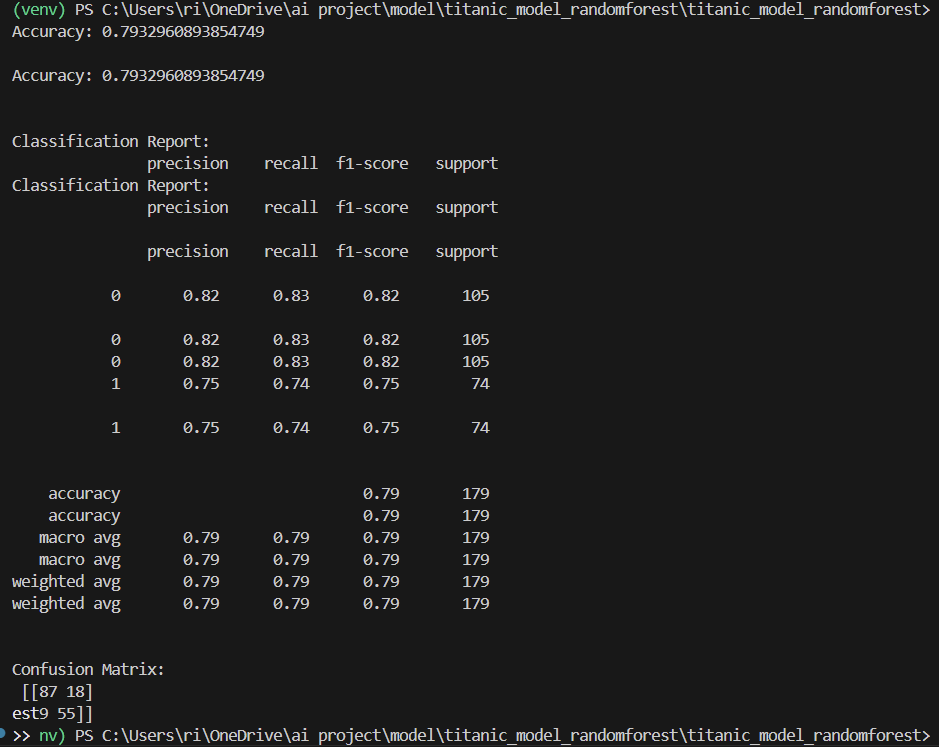 (venv) PS C:\Users\ri\OneDrive\ai project\model\titanic_model_randomforest\titanic_model_randomforest>
Accuracy: 0.7932960893854749
Accuracy: 0.7932960893854749
Classification Report:
precision recall f1-score support
Classification Report:
precision recall f1-score support
precision recall f1-score support
0 0.82 0.83 0.82 105
0 0.82 0.83 0.82 105
0 0.82 0.83 0.82 105
1 0.75 0.74 0.75 74
1 0.75 0.74 0.75 74
accuracy 0.79 179
accuracy 0.79 179
macro avg 0.79 0.79 0.79 179
macro avg 0.79 0.79 0.79 179
weighted avg 0.79 0.79 0.79 179
weighted avg 0.79 0.79 0.79 179
Confusion Matrix:
[[87 18]
est9 55]]
>> nv) PS C:\Users\ri\OneDrive\ai project\model\titanic_model_randomforest\titanic_model_randomforest>